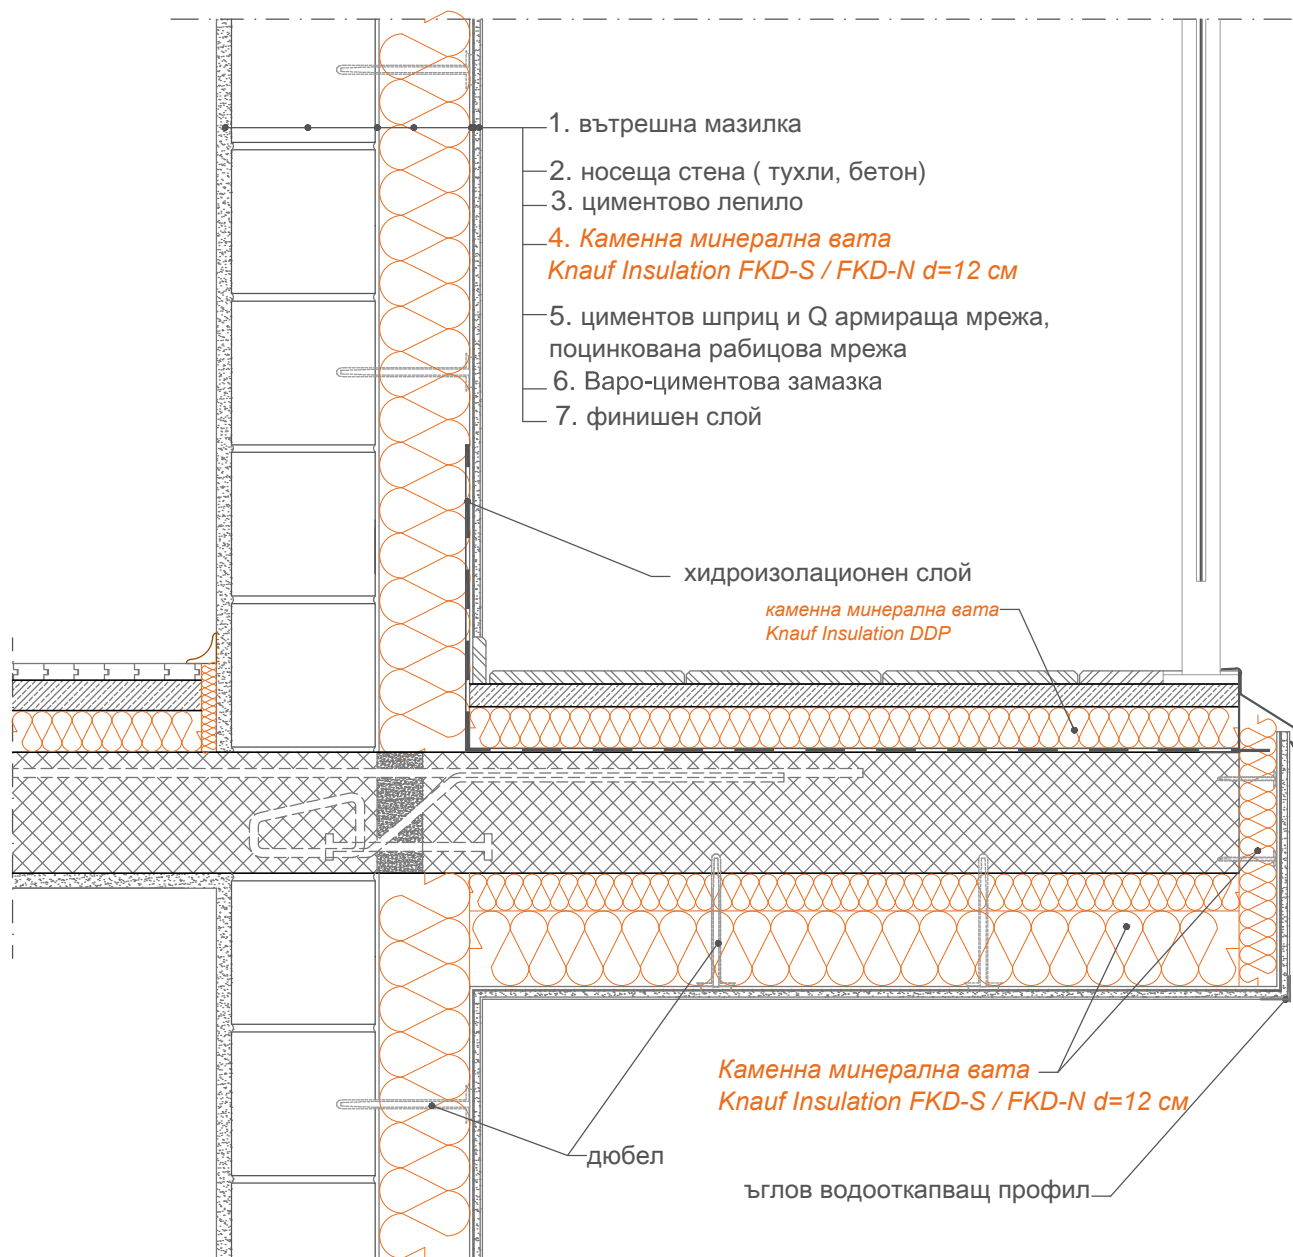 1. вътрешна мазилка
2. носеща стена ( тухли, бетон)
3. циментово лепило
4. Каменна минерална вата
Knauf Insulation FKD-S / FKD-N d=12 см
5. циментов шприц и Q армираща мрежа,
поцинкована рабицова мрежа
6. Варо-циментова замазка
7. финишен слой
хидроизолационен слой
каменна минерална вата
Knauf Insulation DDP
Каменна минерална вата
Knauf Insulation FKD-S / FKD-N d=12 см
дюбел
ъглов водооткапващ профил